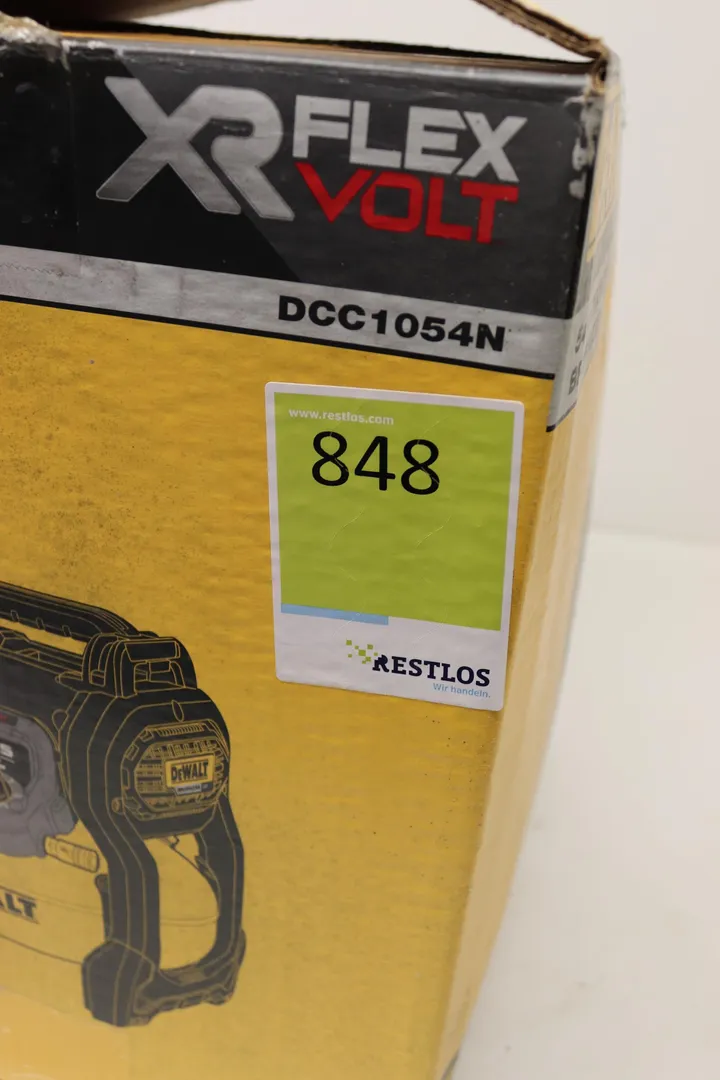 XR FLEX
VOLT
DCC1054N
www.restlos.com
848
RESTLOS
Wir handeln.
DEWALT